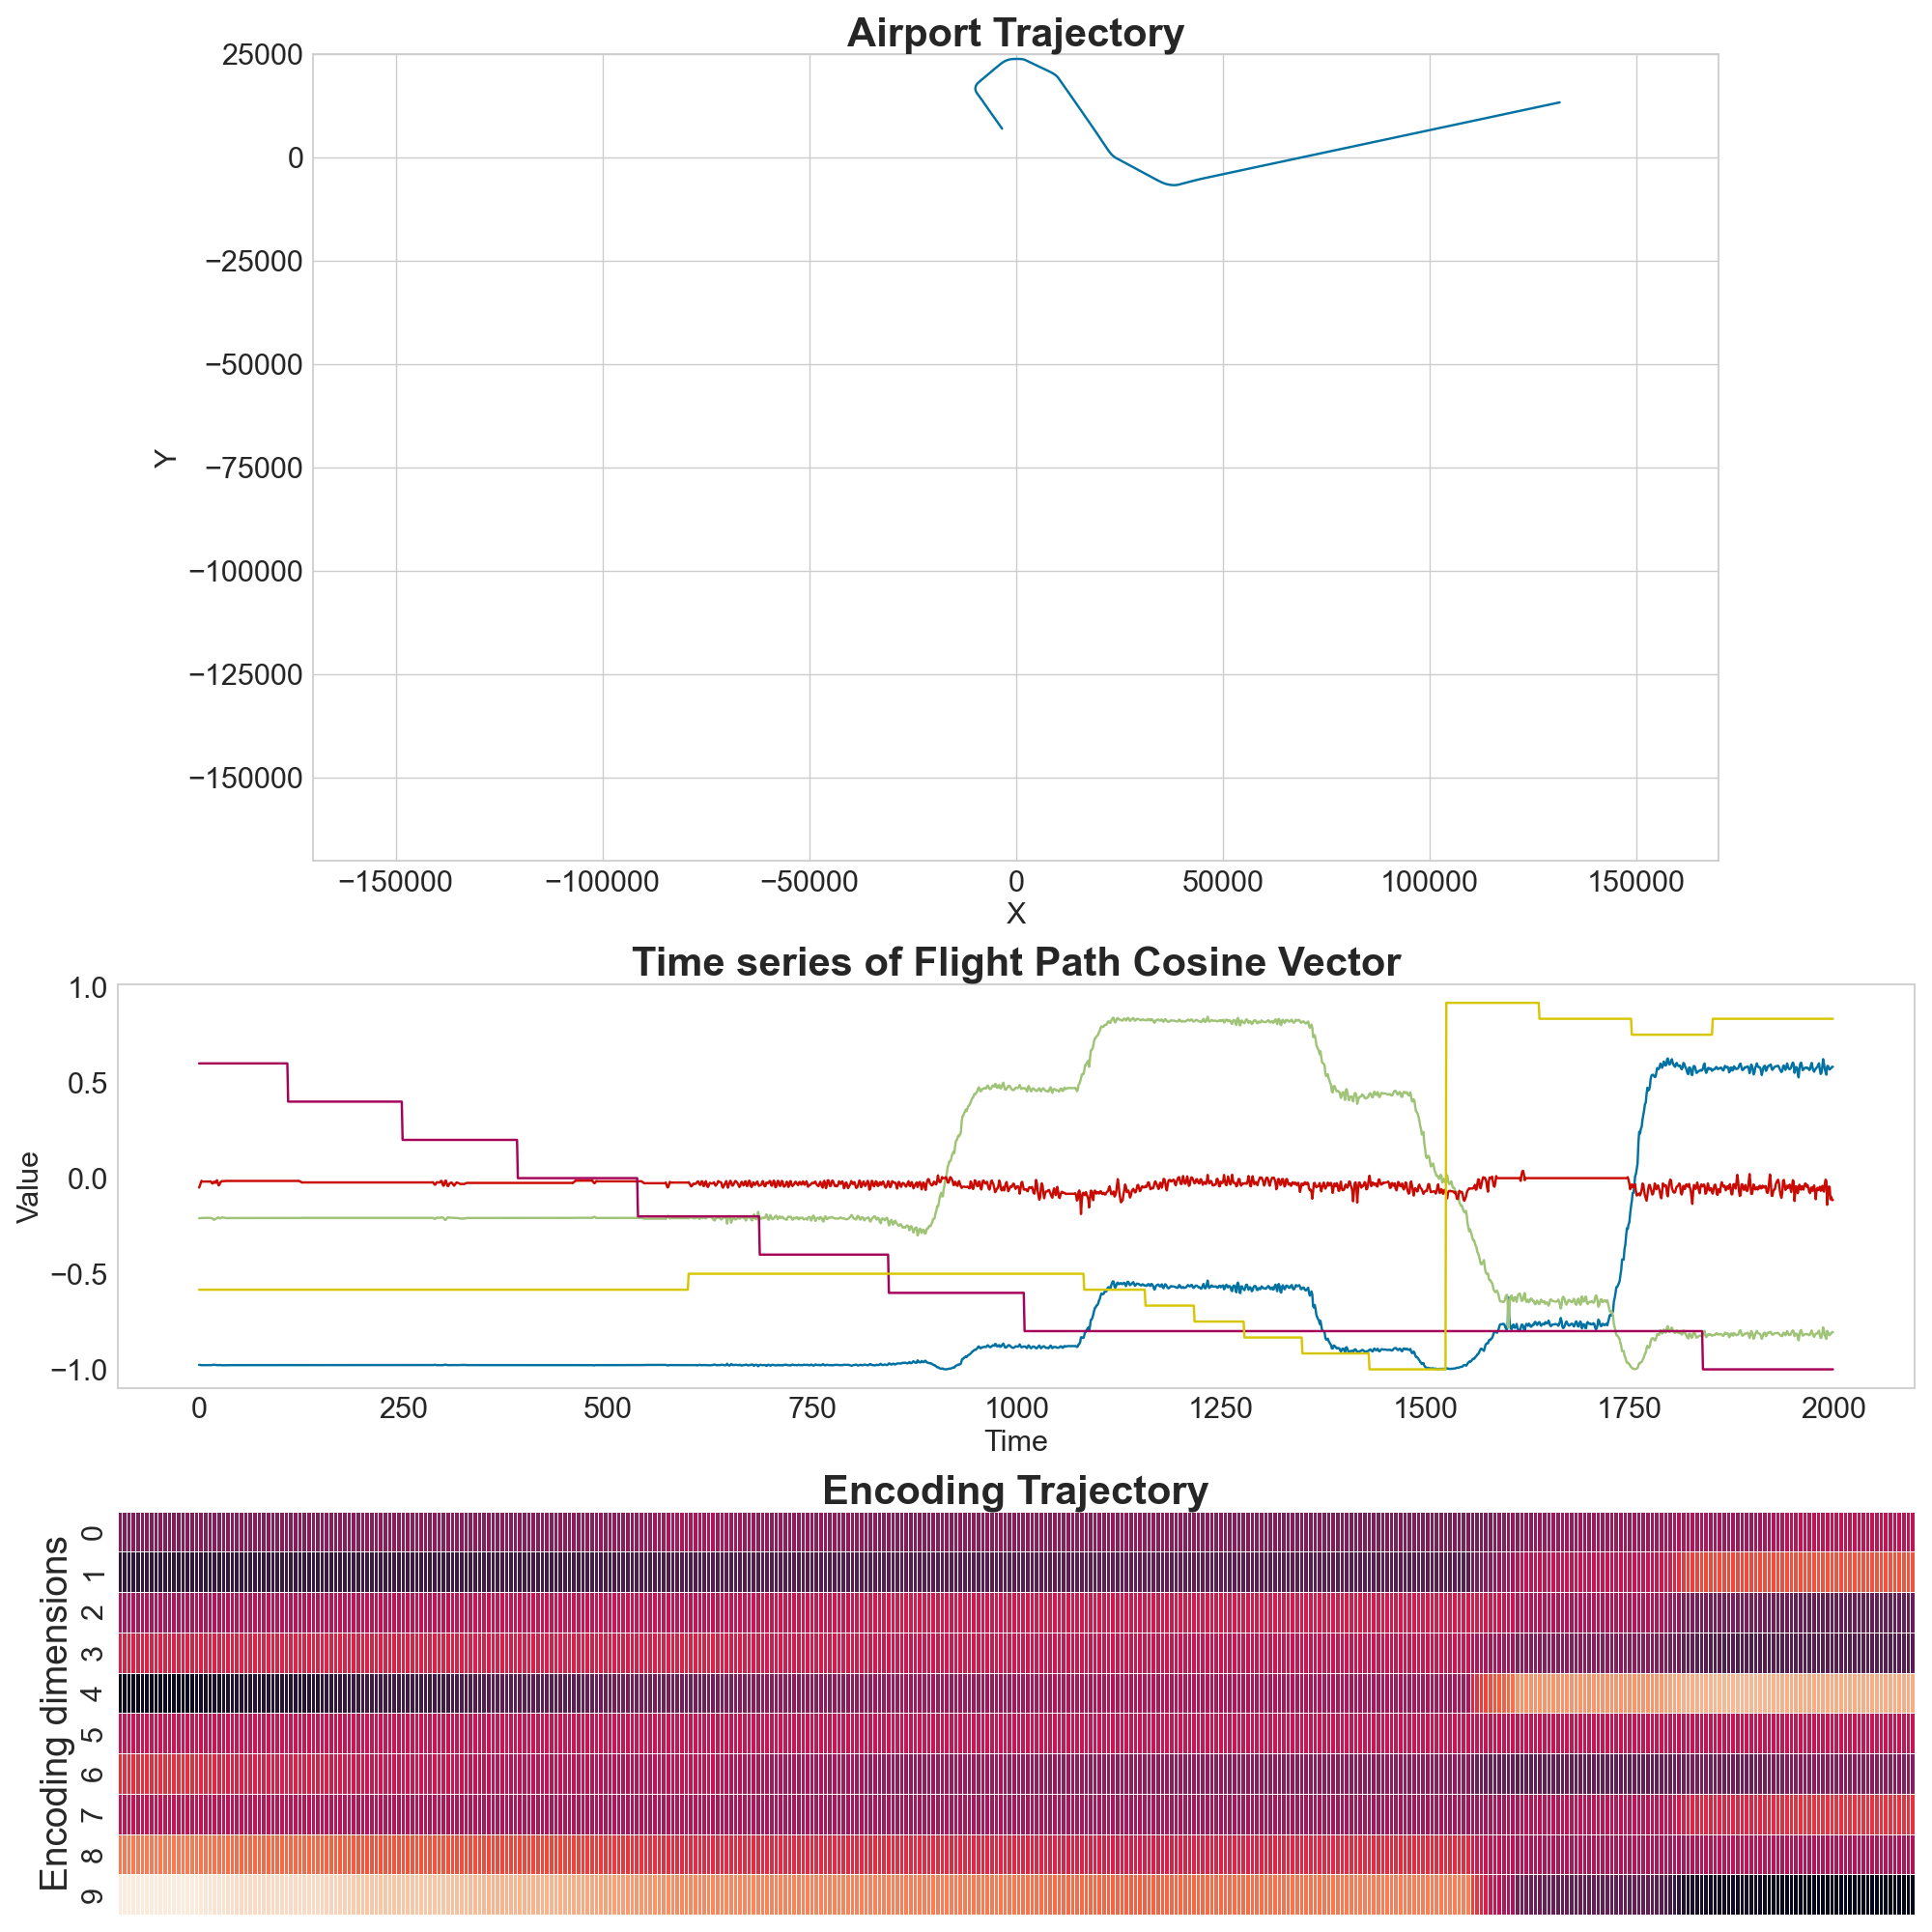 Airport Trajectory
25000
0
−25000
−50000
−75000
−100000
−125000
−150000
Y
−150000 −100000 −50000 0 50000 100000 150000
X
Time series of Flight Path Cosine Vector
1.0
0.5
0.0
−0.5
−1.0
Value
0 250 500 750 1000 1250 1500 1750 2000
Time
Encoding Trajectory
Encoding dimensions
0
1
2
3
4
5
6
7
8
9